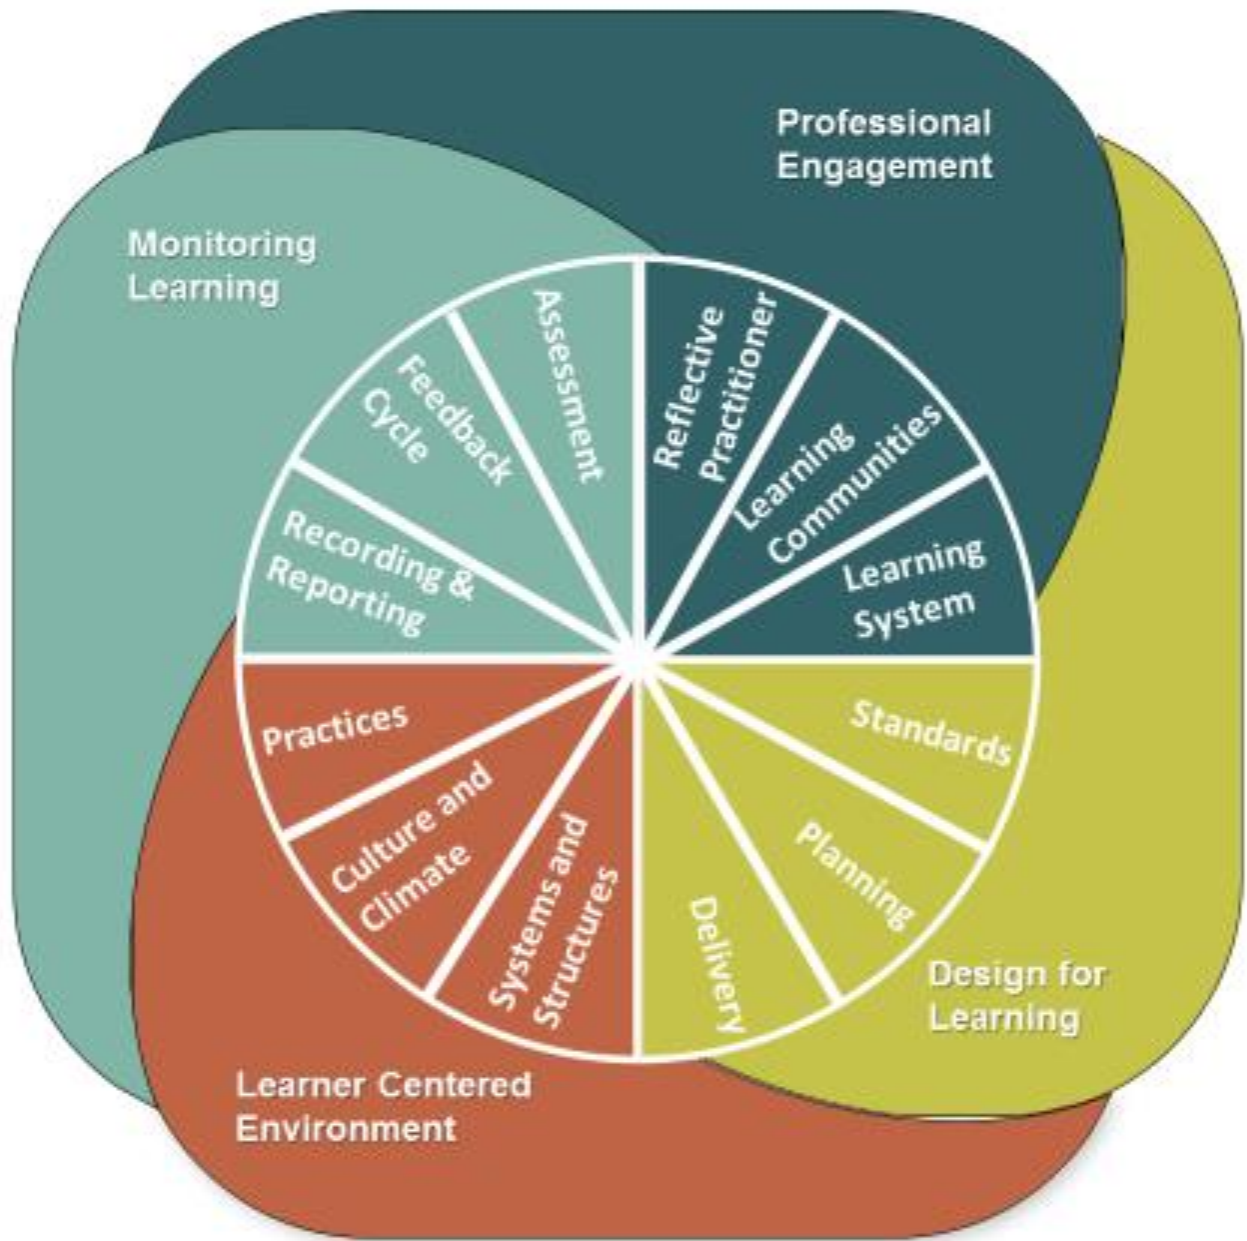 Professional
Engagement
Monitoring
Learning
Assessment
Reflective
Practitioner
Feedback
Cycle
Learning
Communities
Recording &
Reporting
Learning
System
Practices
Standards
Culture and
Climate
Planning
Systems and
Structures
Delivery
Design for
Learning
Learner Centered
Environment